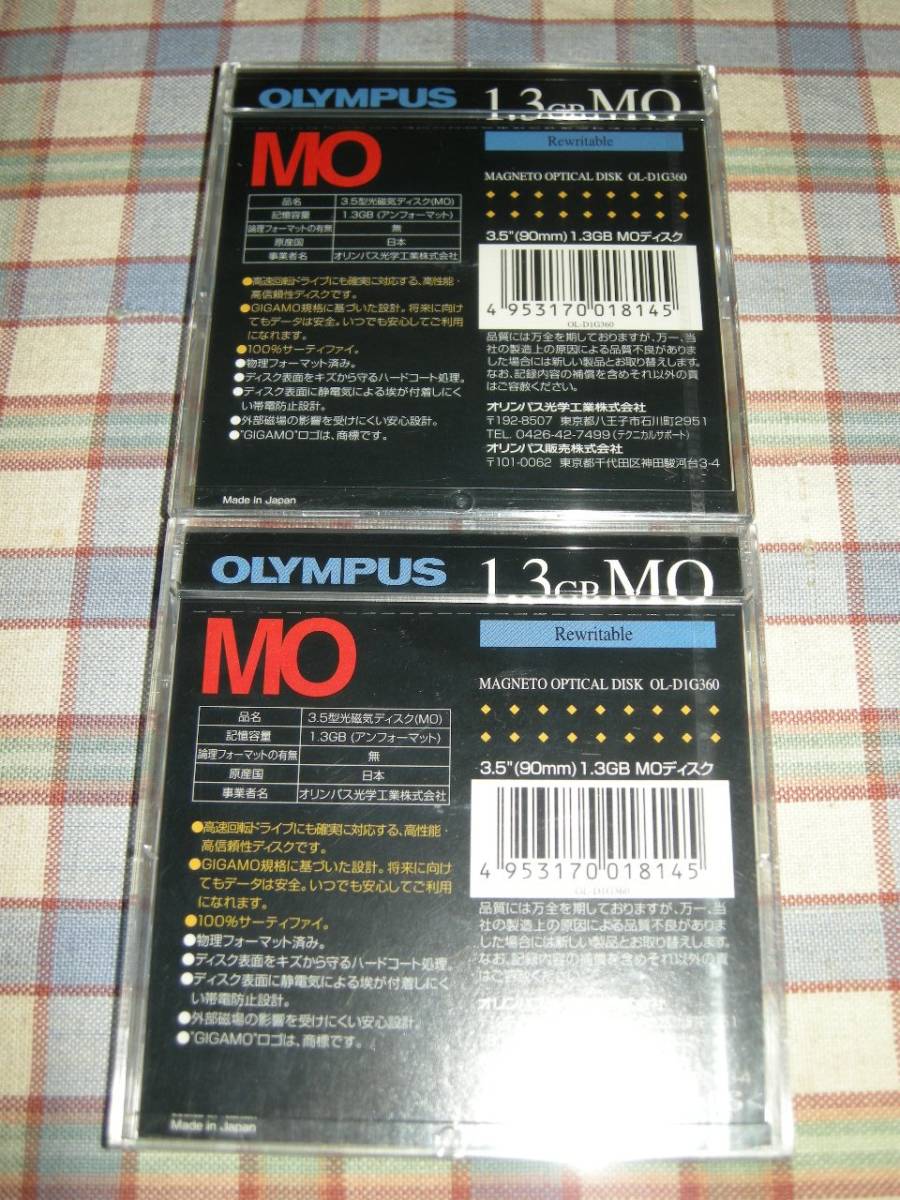 OLYMPUS
1.3GB MO
MO
Rewritable
MAGNETO OPTICAL DISK OL-D1G360
品名 3.5型光磁気ディスク(MO)
記憶容量 1.3GB (アンフォーマット)
論理フォーマットの有無 無
原産国 日本
事業者名 オリンパス光学工業株式会社
3.5"(90mm) 1.3GB MOディスク
4 953170 018145
OL-D1G360
●高速回転ドライブにも確実に対応する、高性能・
高信頼性ディスクです。
●GIGAMO規格に基づいた設計。将来に向け
てもデータは安全。いつでも安心してご利用
になれます。
●100%サーティファイ。
●物理フォーマット済み。
●ディスク表面をキズから守るハードコート処理。
●ディスク表面に静電気による埃が付着しにく
い帯電防止設計。
●外部磁場の影響を受けにくい安心設計。
●"GIGAMO"ロゴは、商標です。
品質には万全を期しておりますが、万一、当
社の製造上の原因による品質不良がありま
した場合には新しい製品とお取り替えします。
なお、記録内容の補償を含めそれ以外の責
はご容赦ください。
オリンパス光学工業株式会社
〒192-8507 東京都八王子市石川町2951
TEL. 0426-42-7499 (テクニカルサポート)
オリンパス販売株式会社
〒101-0062 東京都千代田区神田駿河台3-4
Made in Japan
OLYMPUS
1.3GB MO
MO
Rewritable
MAGNETO OPTICAL DISK OL-D1G360
品名 3.5型光磁気ディスク(MO)
記憶容量 1.3GB (アンフォーマット)
論理フォーマットの有無 無
原産国 日本
事業者名 オリンパス光学工業株式会社
3.5"(90mm) 1.3GB MOディスク
4 953170 018145
OL-D1G360
●高速回転ドライブにも確実に対応する、高性能・
高信頼性ディスクです。
●GIGAMO規格に基づいた設計。将来に向け
てもデータは安全。いつでも安心してご利用
になれます。
●100%サーティファイ。
●物理フォーマット済み。
●ディスク表面をキズから守るハードコート処理。
●ディスク表面に静電気による埃が付着しにく
い帯電防止設計。
●外部磁場の影響を受けにくい安心設計。
●"GIGAMO"ロゴは、商標です。
品質には万全を期しておりますが、万一、当
社の製造上の原因による品質不良がありま
した場合には新しい製品とお取り替えします。
なお、記録内容の補償を含めそれ以外の責
はご容赦ください。
Made in Japan